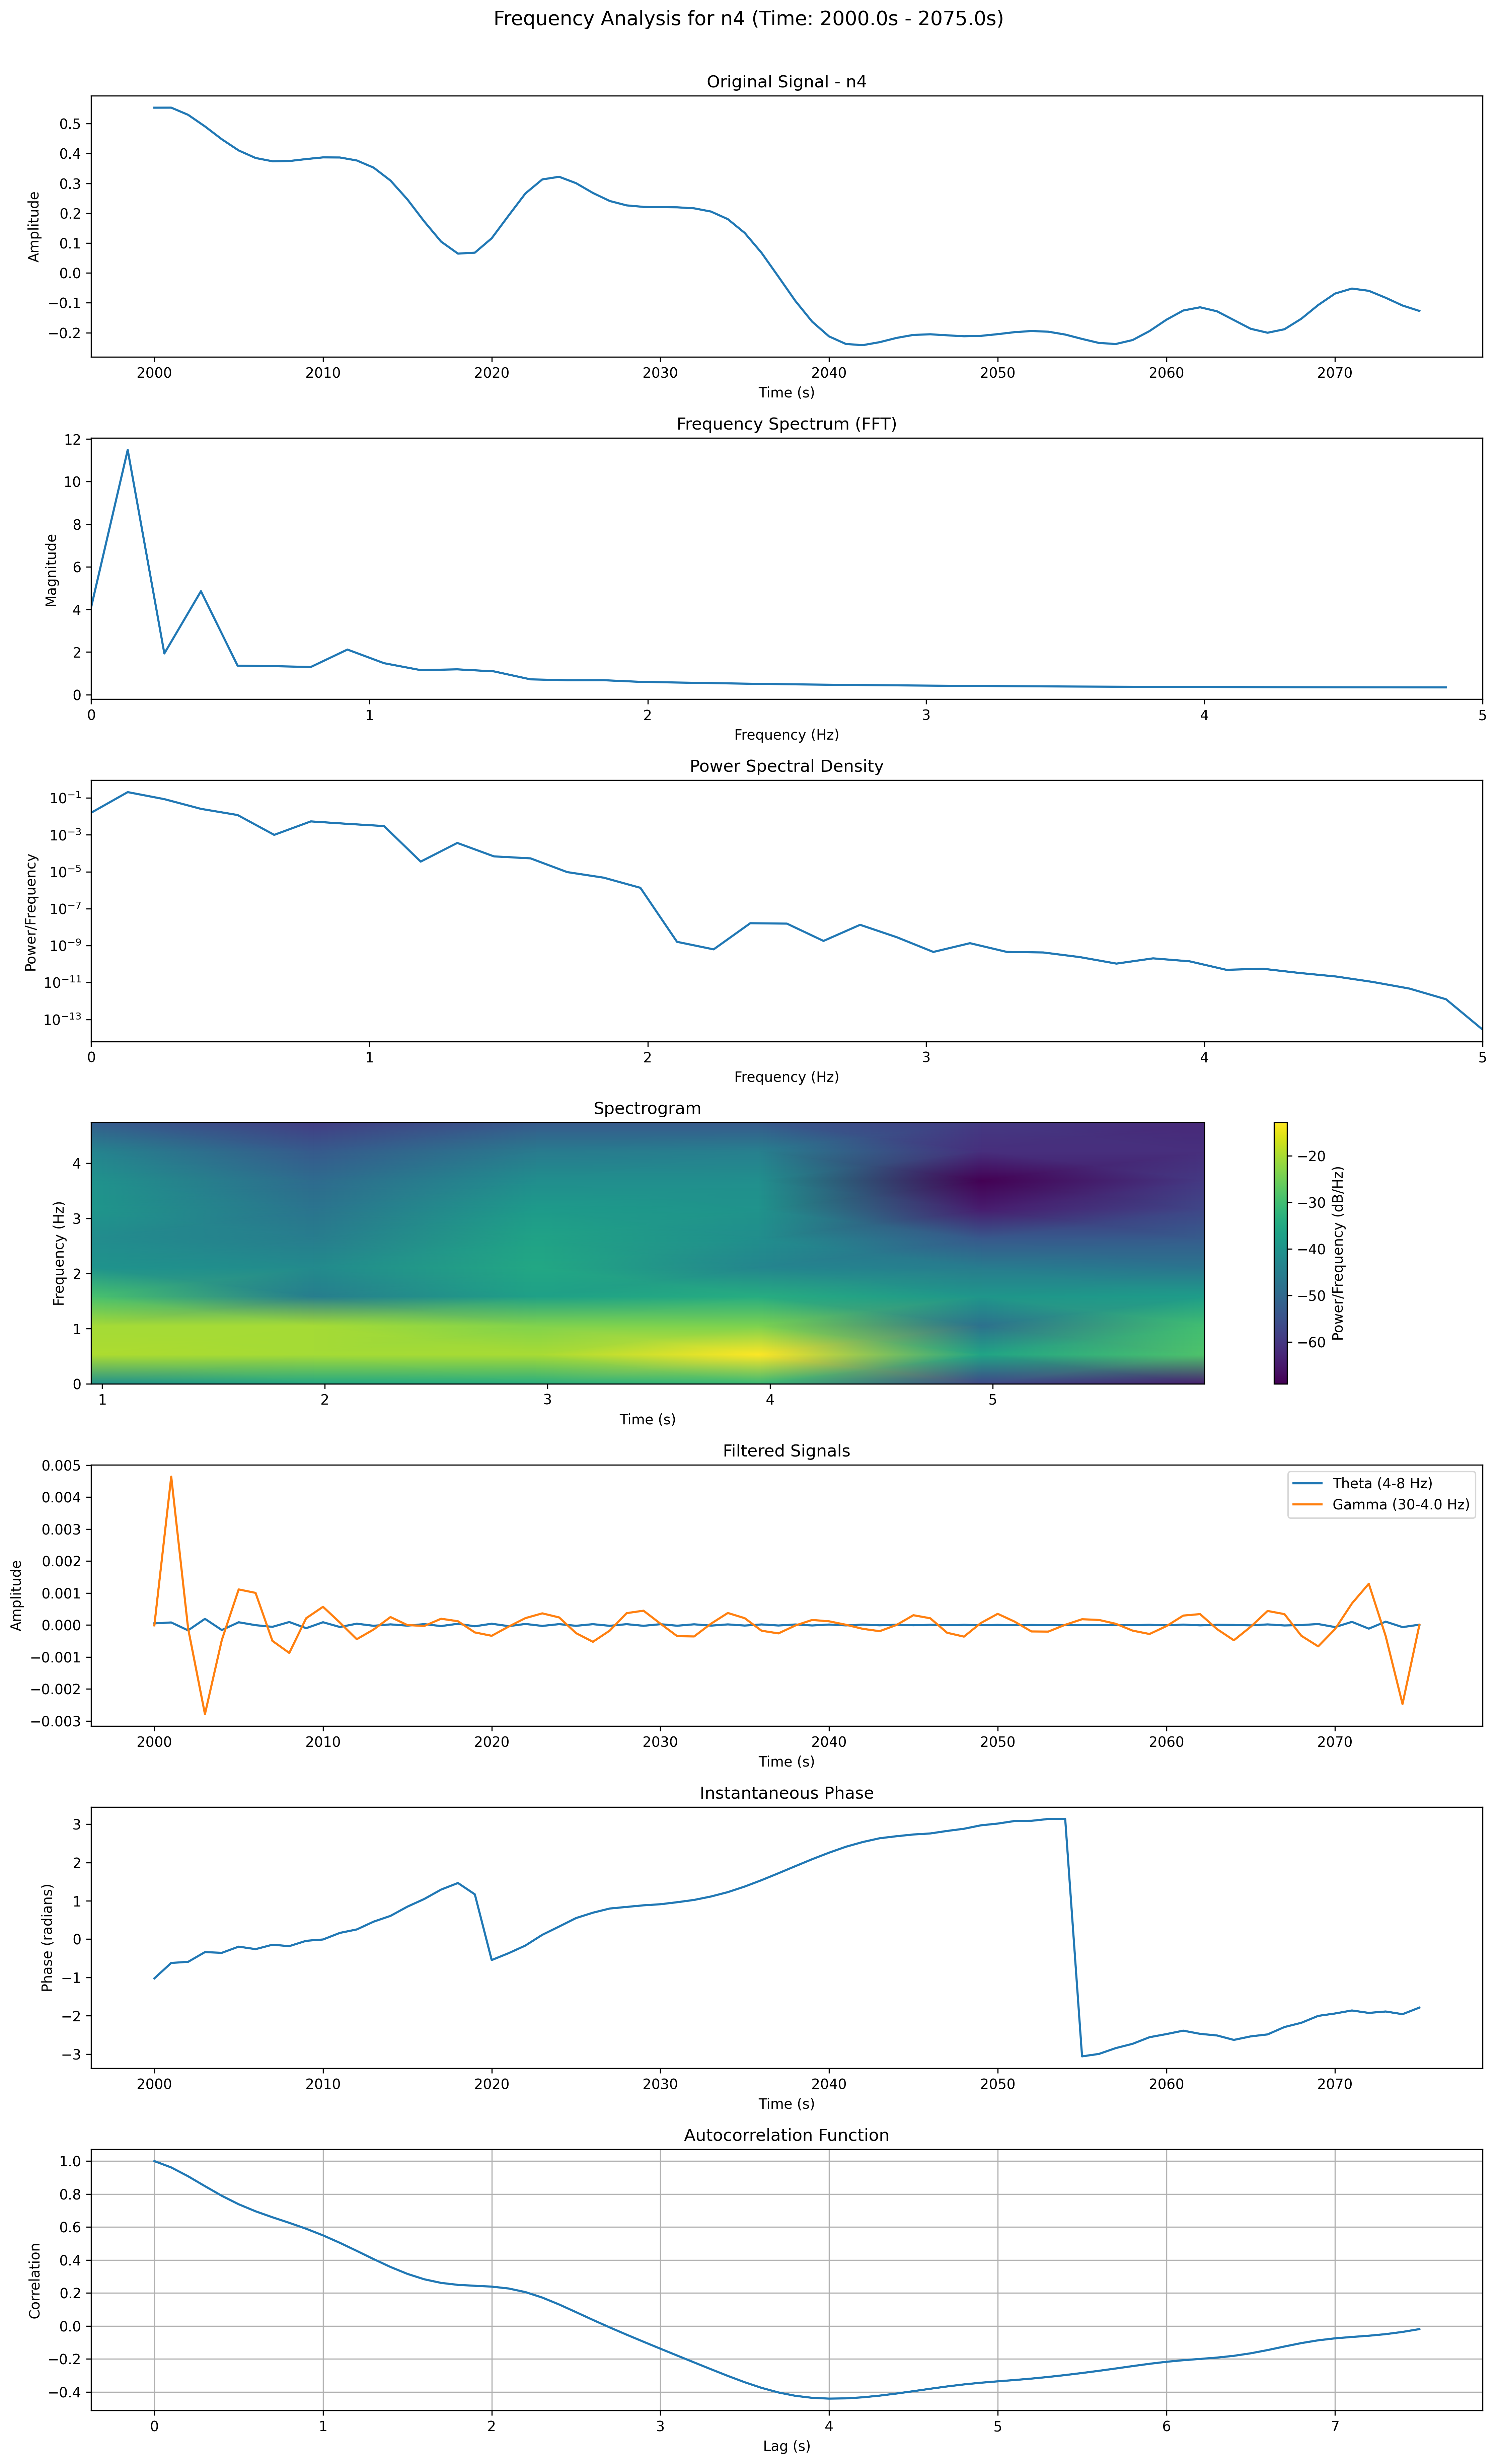 Frequency Analysis for n4 (Time: 2000.0s - 2075.0s)
Original Signal - n4
Amplitude
0.5
0.4
0.3
0.2
0.1
0.0
−0.1
−0.2
2000 2010 2020 2030 2040 2050 2060 2070
Time (s)
Frequency Spectrum (FFT)
Magnitude
12
10
8
6
4
2
0
0 1 2 3 4 5
Frequency (Hz)
Power Spectral Density
Power/Frequency
10⁻¹
10⁻³
10⁻⁵
10⁻⁷
10⁻⁹
10⁻¹¹
10⁻¹³
0 1 2 3 4 5
Frequency (Hz)
Spectrogram
Frequency (Hz)
4
3
2
1
0
1 2 3 4 5
Time (s)
−20
−30
−40
−50
−60
Power/Frequency (dB/Hz)
Filtered Signals
Amplitude
0.005
0.004
0.003
0.002
0.001
0.000
−0.001
−0.002
−0.003
Theta (4-8 Hz)
Gamma (30-4.0 Hz)
2000 2010 2020 2030 2040 2050 2060 2070
Time (s)
Instantaneous Phase
Phase (radians)
3
2
1
0
−1
−2
−3
2000 2010 2020 2030 2040 2050 2060 2070
Time (s)
Autocorrelation Function
Correlation
1.0
0.8
0.6
0.4
0.2
0.0
−0.2
−0.4
0 1 2 3 4 5 6 7
Lag (s)